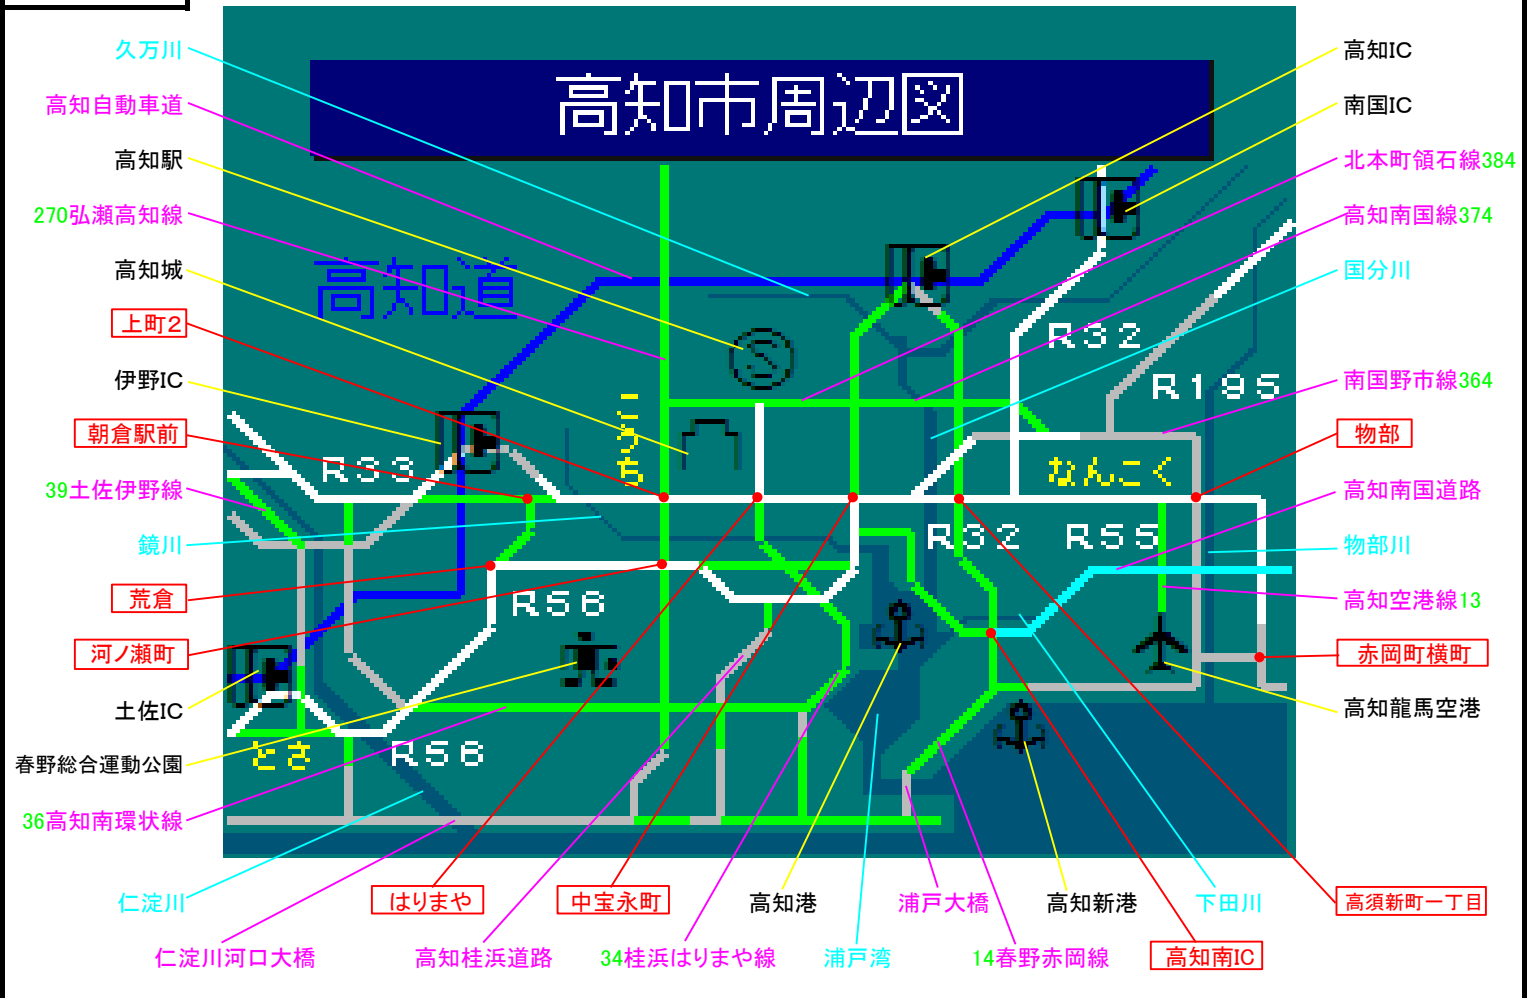 高知市周辺図
久万川
高知自動車道
高知駅
270弘瀬高知線
高知城
上町2
伊野IC
朝倉駅前
39土佐伊野線
鏡川
荒倉
河ノ瀬町
土佐IC
春野総合運動公園
36高知南環状線
仁淀川
仁淀川河口大橋
はりまや
高知桂浜道路
中宝永町
34桂浜はりまや線
高知港
浦戸湾
浦戸大橋
14春野赤岡線
高知新港
高知南IC
下田川
高須新町一丁目
高知IC
南国IC
北本町領石線384
高知南国線374
国分川
南国野市線364
物部
高知南国道路
物部川
高知空港線13
赤岡町横町
高知龍馬空港
高知道
R32
R195
こうち
R33
なんこく
R32
R55
R56
とさ
R56